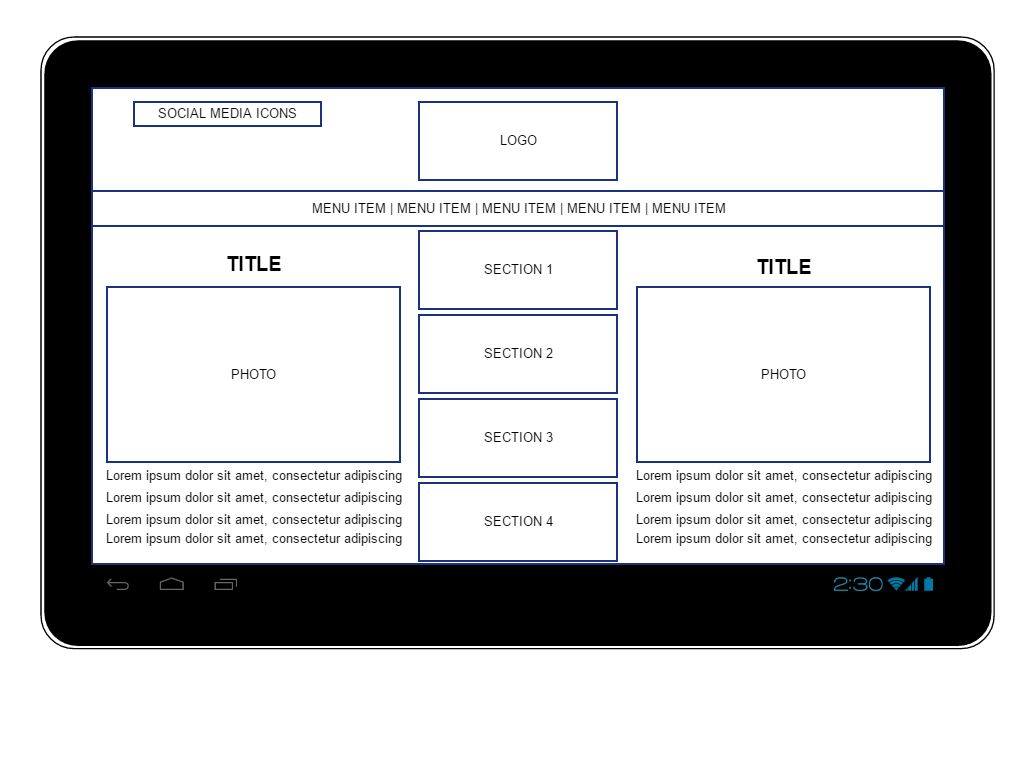 SOCIAL MEDIA ICONS
LOGO
MENU ITEM | MENU ITEM | MENU ITEM | MENU ITEM | MENU ITEM
TITLE
PHOTO
Lorem ipsum dolor sit amet, consectetur adipiscing
Lorem ipsum dolor sit amet, consectetur adipiscing
Lorem ipsum dolor sit amet, consectetur adipiscing
Lorem ipsum dolor sit amet, consectetur adipiscing
SECTION 1
SECTION 2
SECTION 3
SECTION 4
TITLE
PHOTO
Lorem ipsum dolor sit amet, consectetur adipiscing
Lorem ipsum dolor sit amet, consectetur adipiscing
Lorem ipsum dolor sit amet, consectetur adipiscing
Lorem ipsum dolor sit amet, consectetur adipiscing
2:30